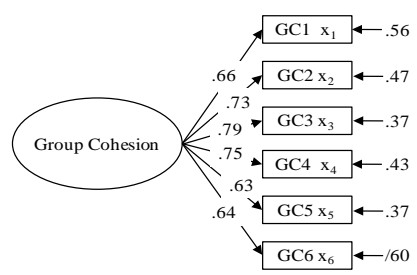 GC1 x1 .56
.66
GC2 x2 .47
.73
GC3 x3 .37
.79
Group Cohesion
.75
GC4 x4 .43
.63
GC5 x5 .37
.64
GC6 x6 /60